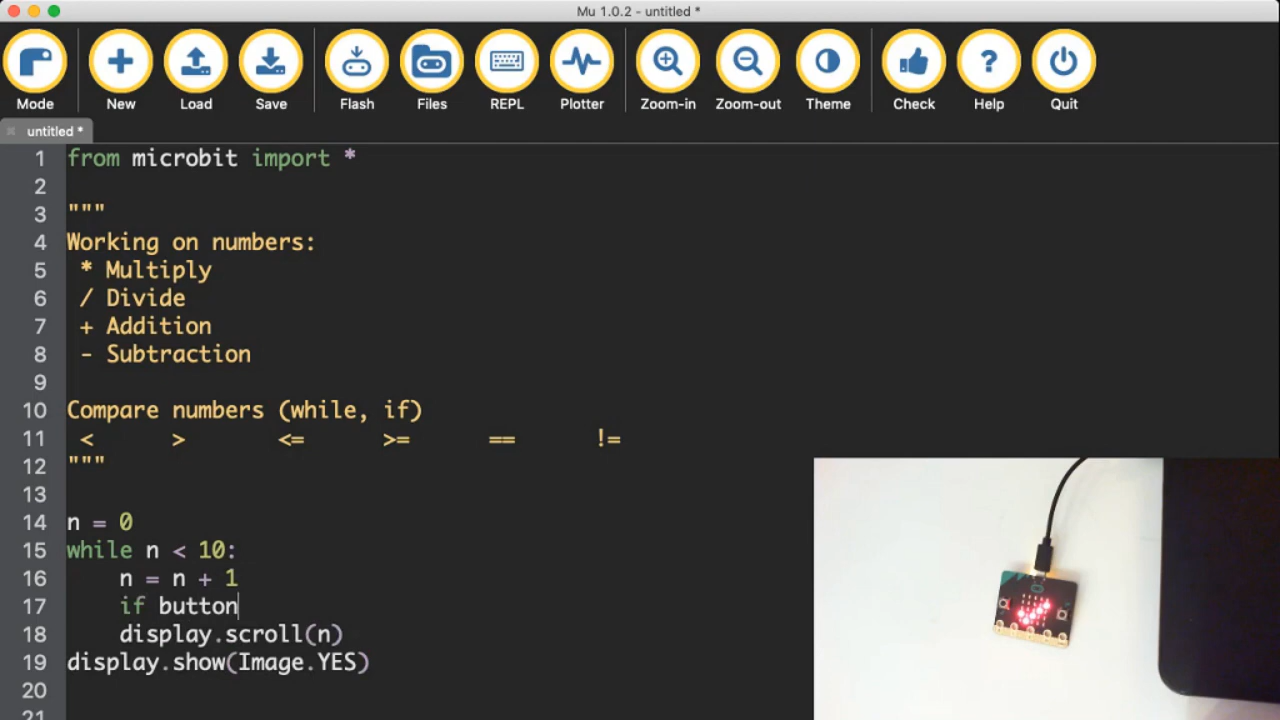 Mu 1.0.2 - untitled *
Mode New Load Save Flash Files REPL Plotter Zoom-in Zoom-out Theme Check Help Quit
untitled *
1 from microbit import *
2
3 """
4 Working on numbers:
5 * Multiply
6 / Divide
7 + Addition
8 - Subtraction
9
10 Compare numbers (while, if)
11 < > <= >= == !=
12 """
13
14 n = 0
15 while n < 10:
16 n = n + 1
17 if button
18 display.scroll(n)
19 display.show(Image.YES)
20
21